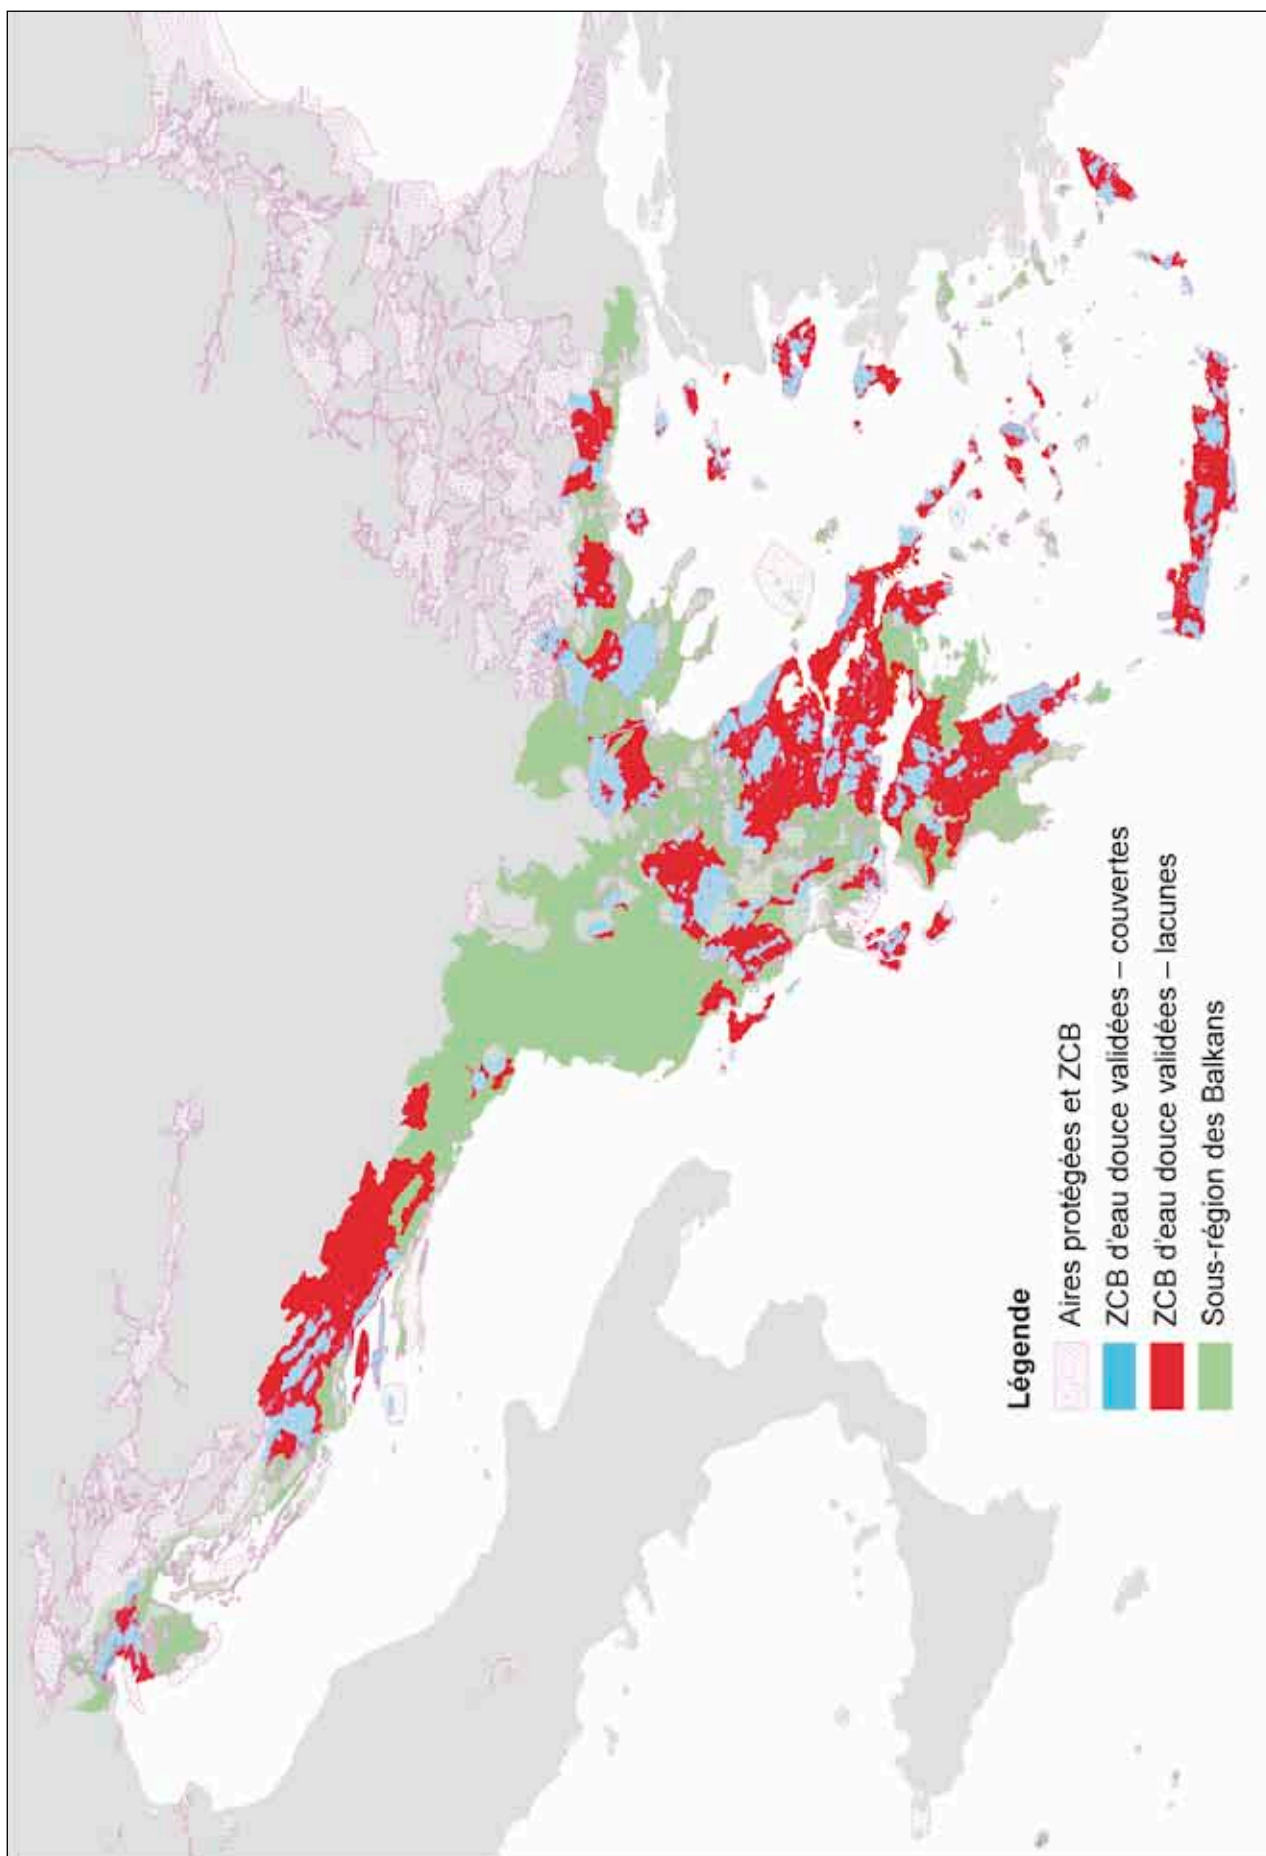 Légende
Aires protégées et ZCB
ZCB d'eau douce validées – couvertes
ZCB d'eau douce validées – lacunes
Sous-région des Balkans